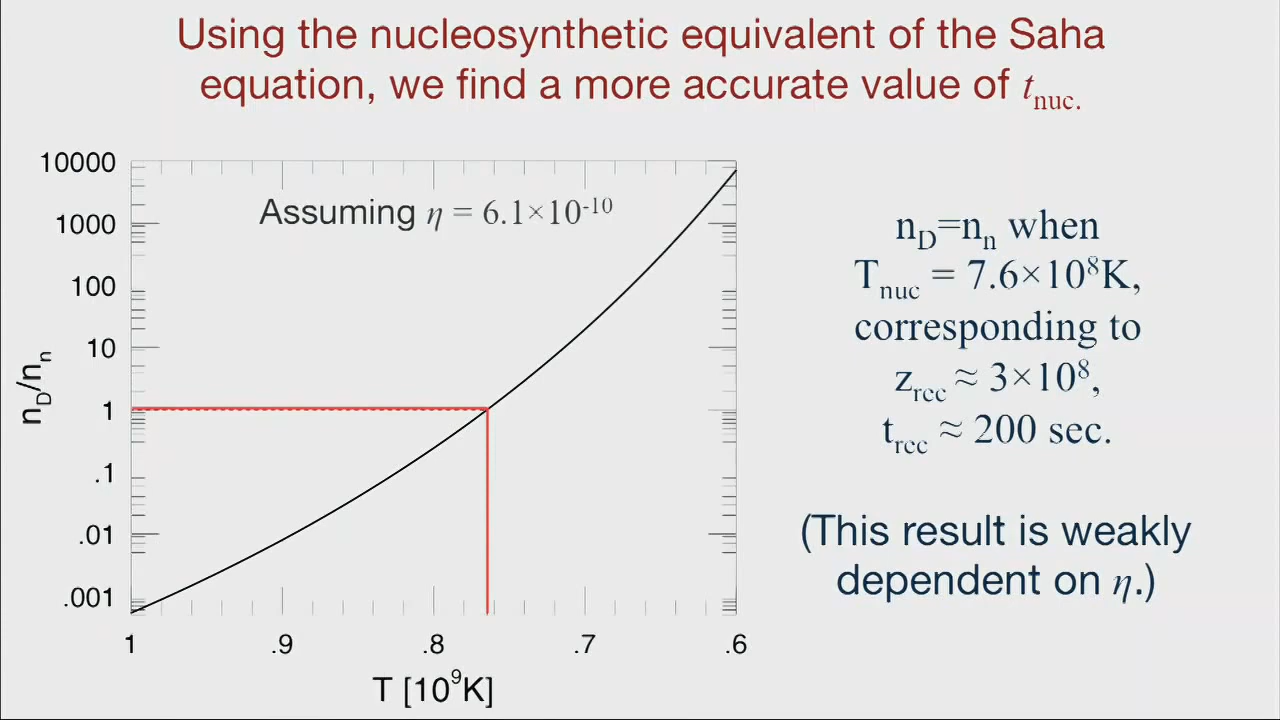 Using the nucleosynthetic equivalent of the Saha
equation, we find a more accurate value of tnuc.
Assuming η = 6.1×10-10
10000
1000
100
10
1
.1
.01
.001
nD/nn
1 .9 .8 .7 .6
T [109K]
nD=nn when
Tnuc = 7.6×108K,
corresponding to
zrec ≈ 3×108,
trec ≈ 200 sec.
(This result is weakly
dependent on η.)